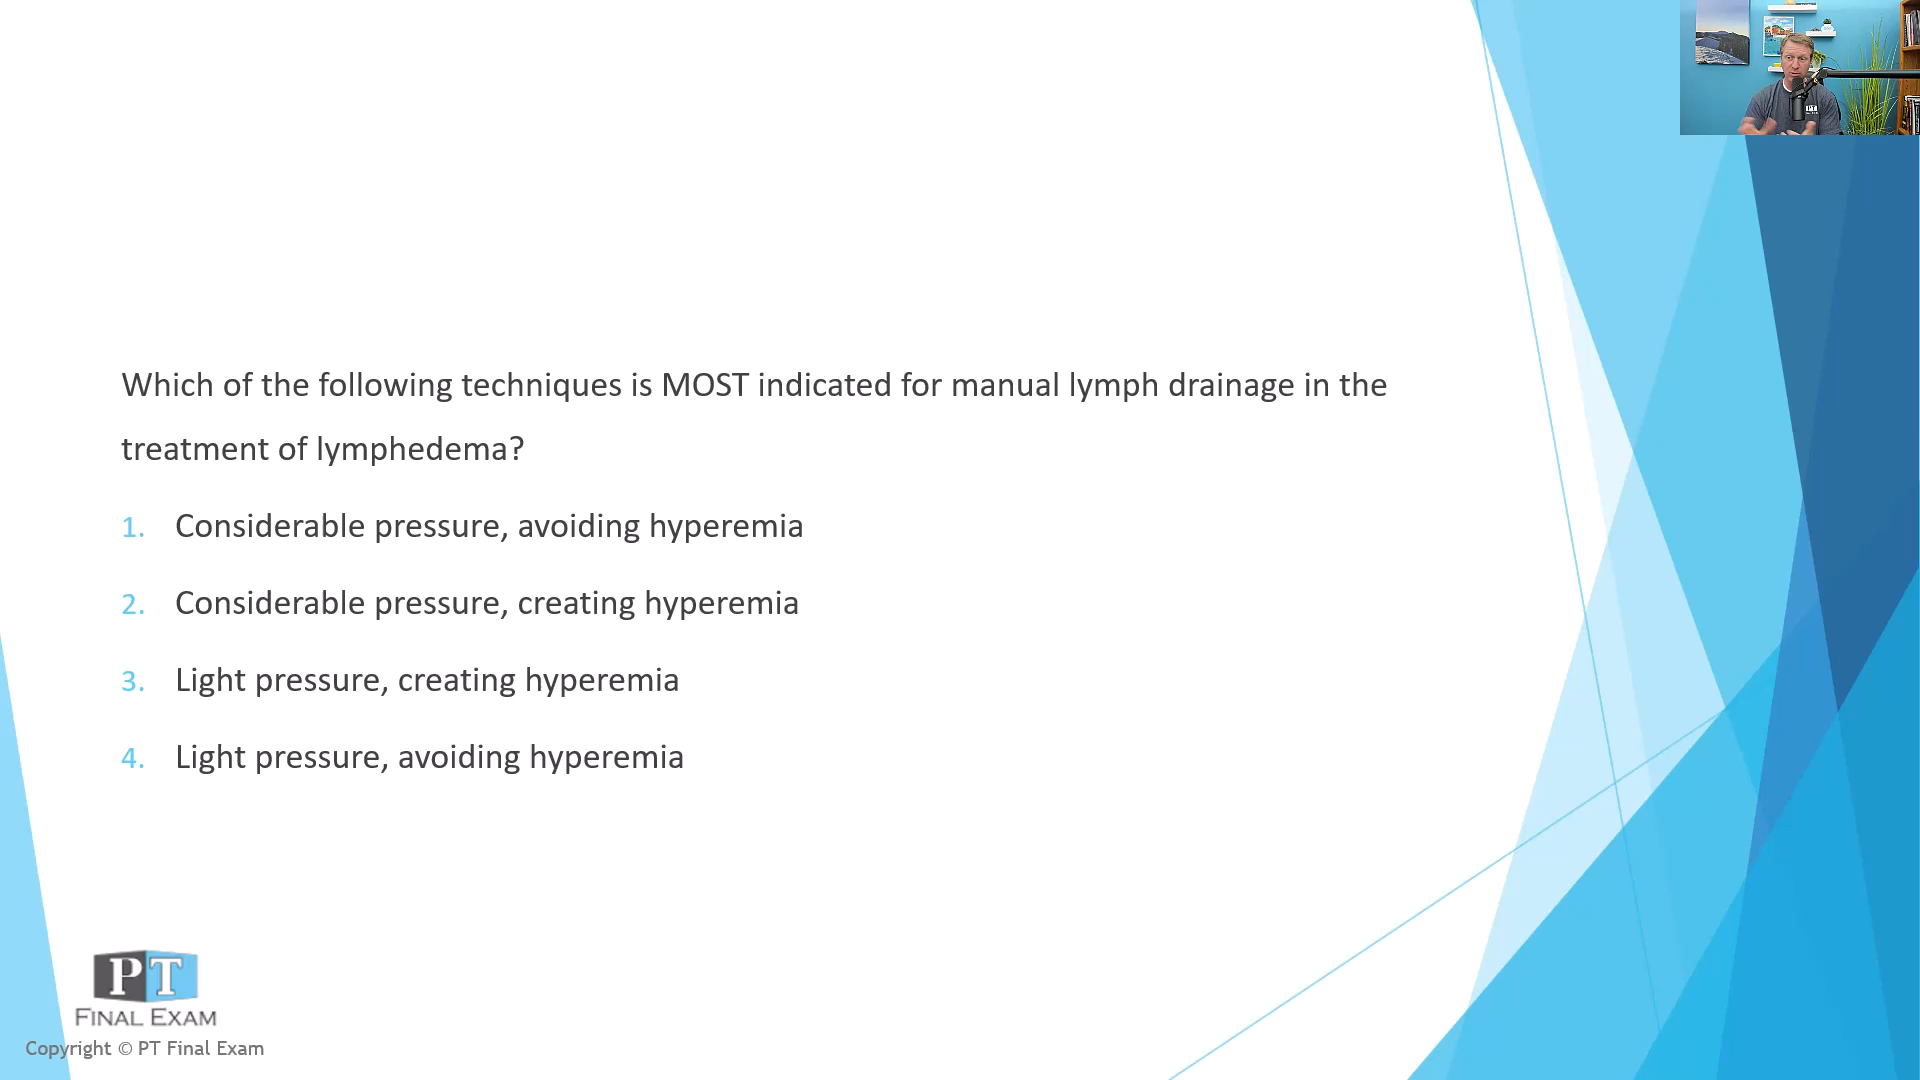 Which of the following techniques is MOST indicated for manual lymph drainage in the
treatment of lymphedema?
1. Considerable pressure, avoiding hyperemia
2. Considerable pressure, creating hyperemia
3. Light pressure, creating hyperemia
4. Light pressure, avoiding hyperemia
PT
FINAL EXAM
Copyright © PT Final Exam
PT